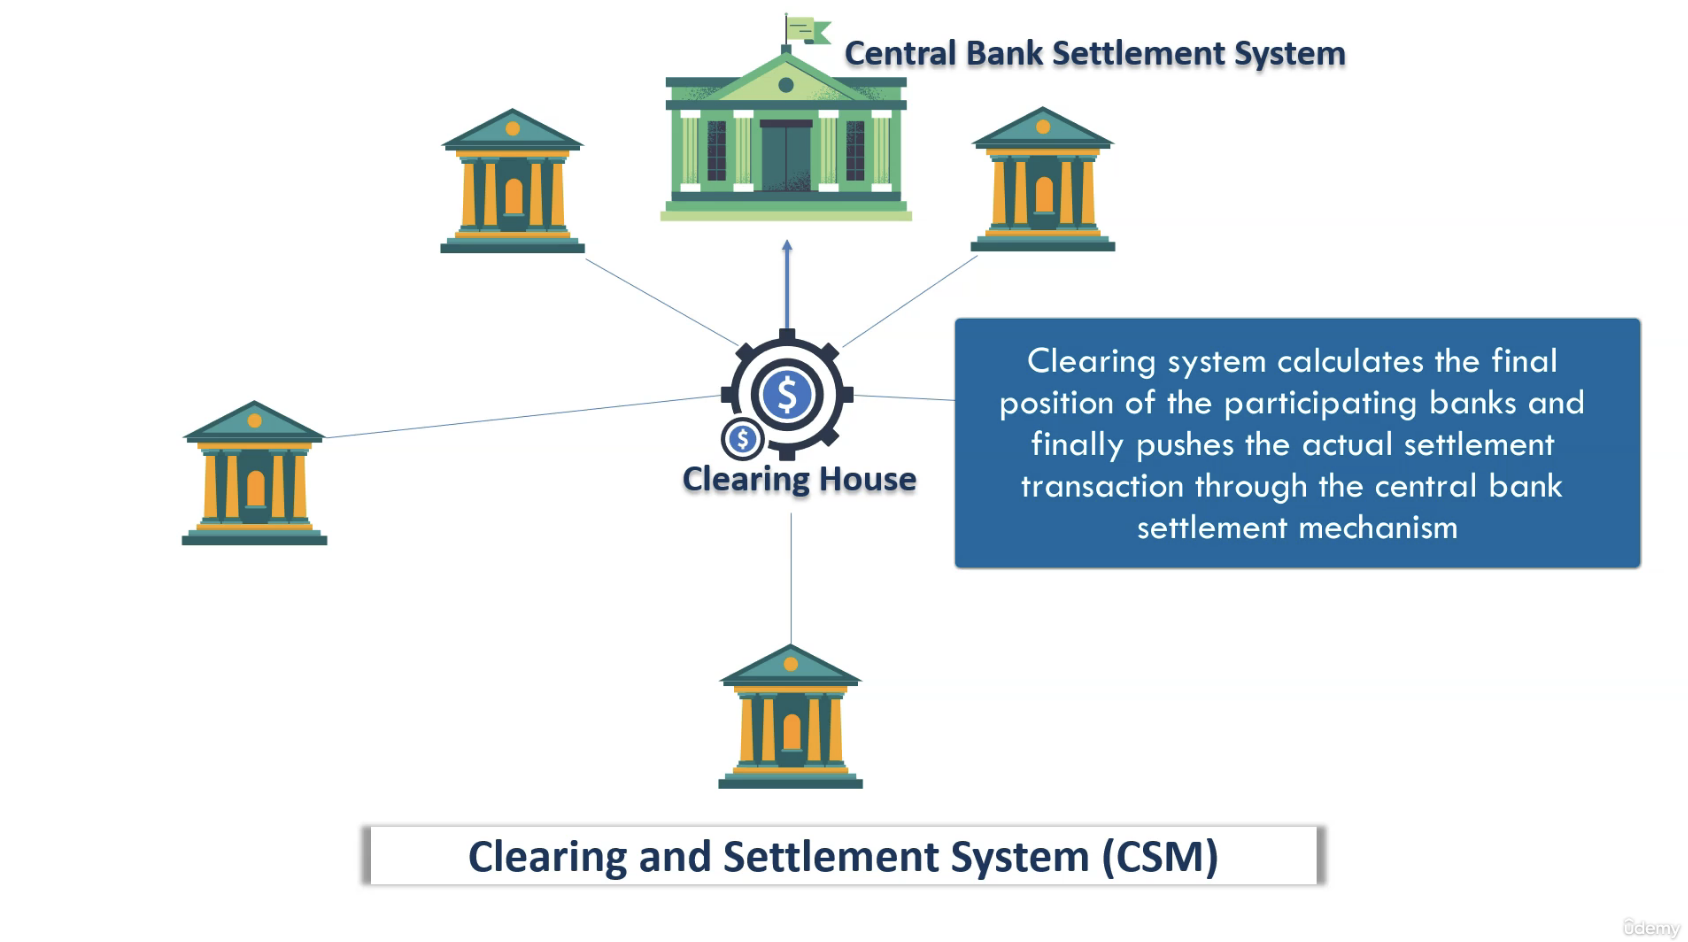 Central Bank Settlement System
$
$
Clearing House
Clearing system calculates the final
position of the participating banks and
finally pushes the actual settlement
transaction through the central bank
settlement mechanism
Clearing and Settlement System (CSM)
ûdemy